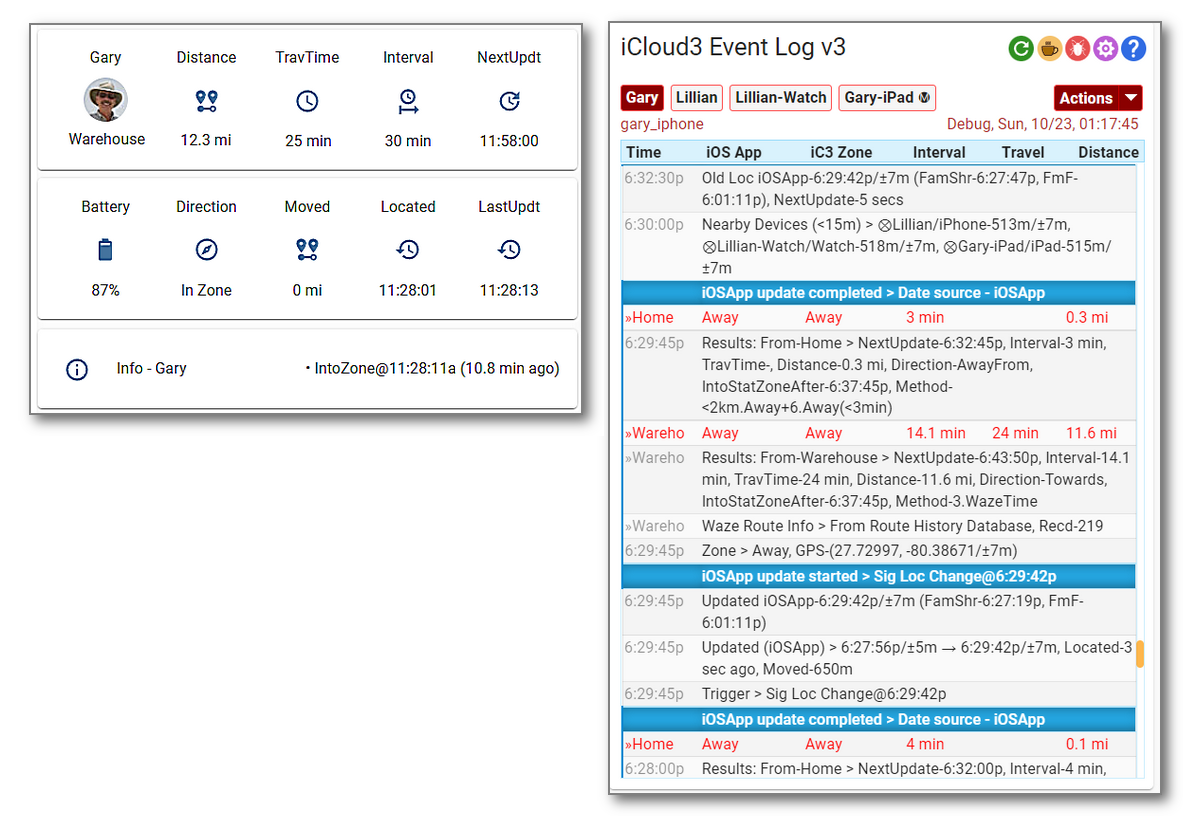 Gary Distance TravTime Interval NextUpdt
Warehouse 12.3 mi 25 min 30 min 11:58:00
Battery Direction Moved Located LastUpdt
87% In Zone 0 mi 11:28:01 11:28:13
Info - Gary • IntoZone@11:28:11a (10.8 min ago)
iCloud3 Event Log v3
Gary Lillian Lillian-Watch Gary-iPad Ⓜ Actions
gary_iphone Debug, Sun, 10/23, 01:17:45
Time iOS App iC3 Zone Interval Travel Distance
6:32:30p Old Loc iOSApp-6:29:42p/±7m (FamShr-6:27:47p, FmF-
6:01:11p), NextUpdate-5 secs
6:30:00p Nearby Devices (<15m) > ⊗Lillian/iPhone-513m/±7m,
⊗Lillian-Watch/Watch-518m/±7m, ⊗Gary-iPad/iPad-515m/
±7m
iOSApp update completed > Date source - iOSApp
»Home Away Away 3 min 0.3 mi
6:29:45p Results: From-Home > NextUpdate-6:32:45p, Interval-3 min,
TravTime-, Distance-0.3 mi, Direction-AwayFrom,
IntoStatZoneAfter-6:37:45p, Method-
<2km.Away+6.Away(<3min)
»Wareho Away Away 14.1 min 24 min 11.6 mi
»Wareho Results: From-Warehouse > NextUpdate-6:43:50p, Interval-14.1
min, TravTime-24 min, Distance-11.6 mi, Direction-Towards,
IntoStatZoneAfter-6:37:45p, Method-3.WazeTime
»Wareho Waze Route Info > From Route History Database, Recd-219
6:29:45p Zone > Away, GPS-(27.72997, -80.38671/±7m)
iOSApp update started > Sig Loc Change@6:29:42p
6:29:45p Updated iOSApp-6:29:42p/±7m (FamShr-6:27:19p, FmF-
6:01:11p)
6:29:45p Updated (iOSApp) > 6:27:56p/±5m → 6:29:42p/±7m, Located-3
sec ago, Moved-650m
6:29:45p Trigger > Sig Loc Change@6:29:42p
iOSApp update completed > Date source - iOSApp
»Home Away Away 4 min 0.1 mi
6:28:00p Results: From-Home > NextUpdate-6:32:00p, Interval-4 min,